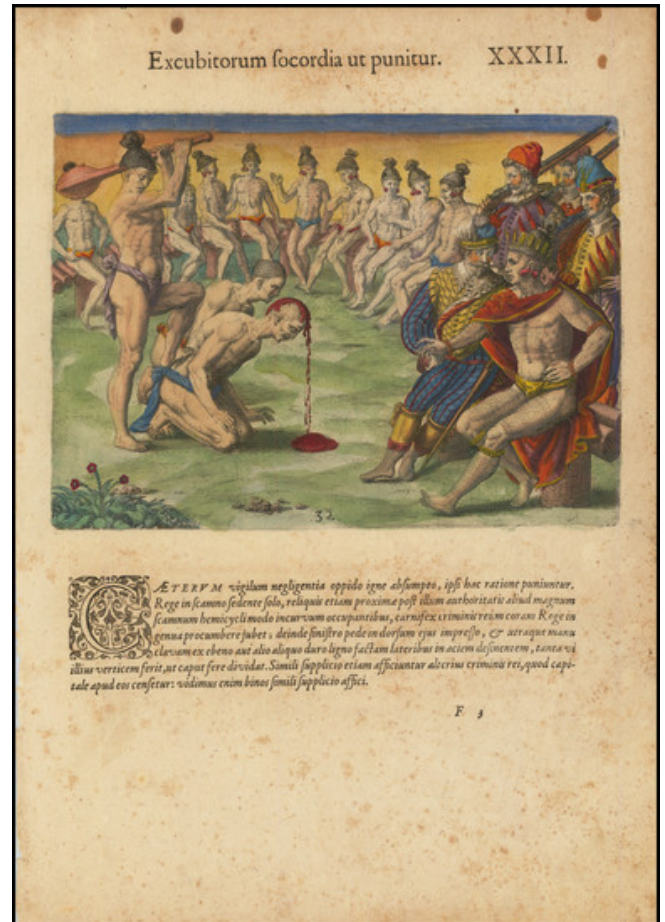 Excubitorum ſocordia ut punitur. XXXII.
32.
CÆTERVM vigilum negligentia oppido igne abſumpto, ipſi hac ratione puniuntur.
Rege in ſcamno ſedente ſolo, reliquis etiam proxima poſt illum authoritatis aliud magnum
ſcamnum hemicycli modo incurvum occupantibus, carnifex criminis reum coram Rege in
genua procumbere jubet: deinde ſiniſtro pede in dorſum ejus impreſſo, & utraque manu
clavam ex ebeno aut alio aliquo duro ligno factam lateribus in aciem deſinentem, tanta vi
illius verticem ferit, ut caput fere dividat. Simili ſupplicio etiam afficiuntur alterius criminis rei, quod capi-
tale apud eos cenſetur: vidimus enim binos ſimili ſupplicio affici.
F 3